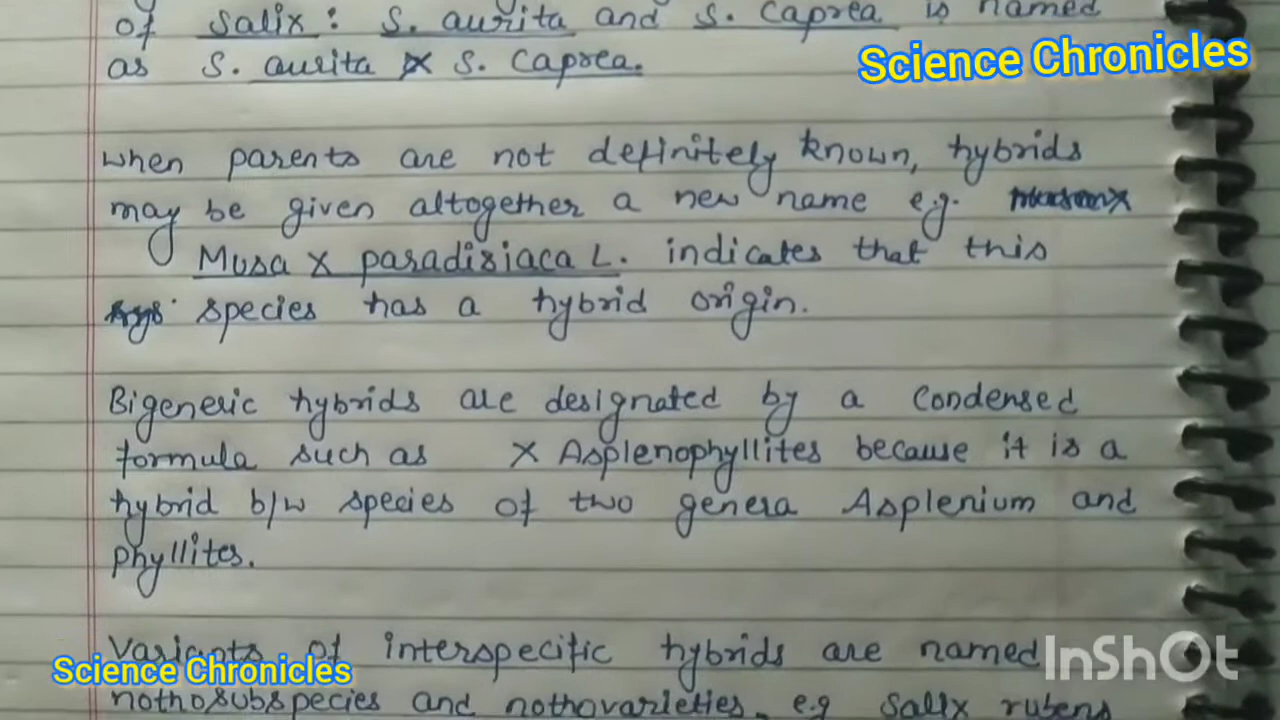 of Salix: S. aurita and S. Caprea is named
as S. aurita X S. Caprea.
Science Chronicles
When parents are not definitely known, hybrids
may be given altogether a new name e.g.
Musa X paradisiaca L. indicates that this
species has a hybrid origin.
Bigeneric hybrids are designated by a Condensed
formula such as X Asplenophyllites because it is a
hybrid b/w species of two genera Asplenium and
phyllites.
Variants of interspecific hybrids are named
InShOt
Science Chronicles
nothosubspecies and nothovarieties. e.g Salix rubens